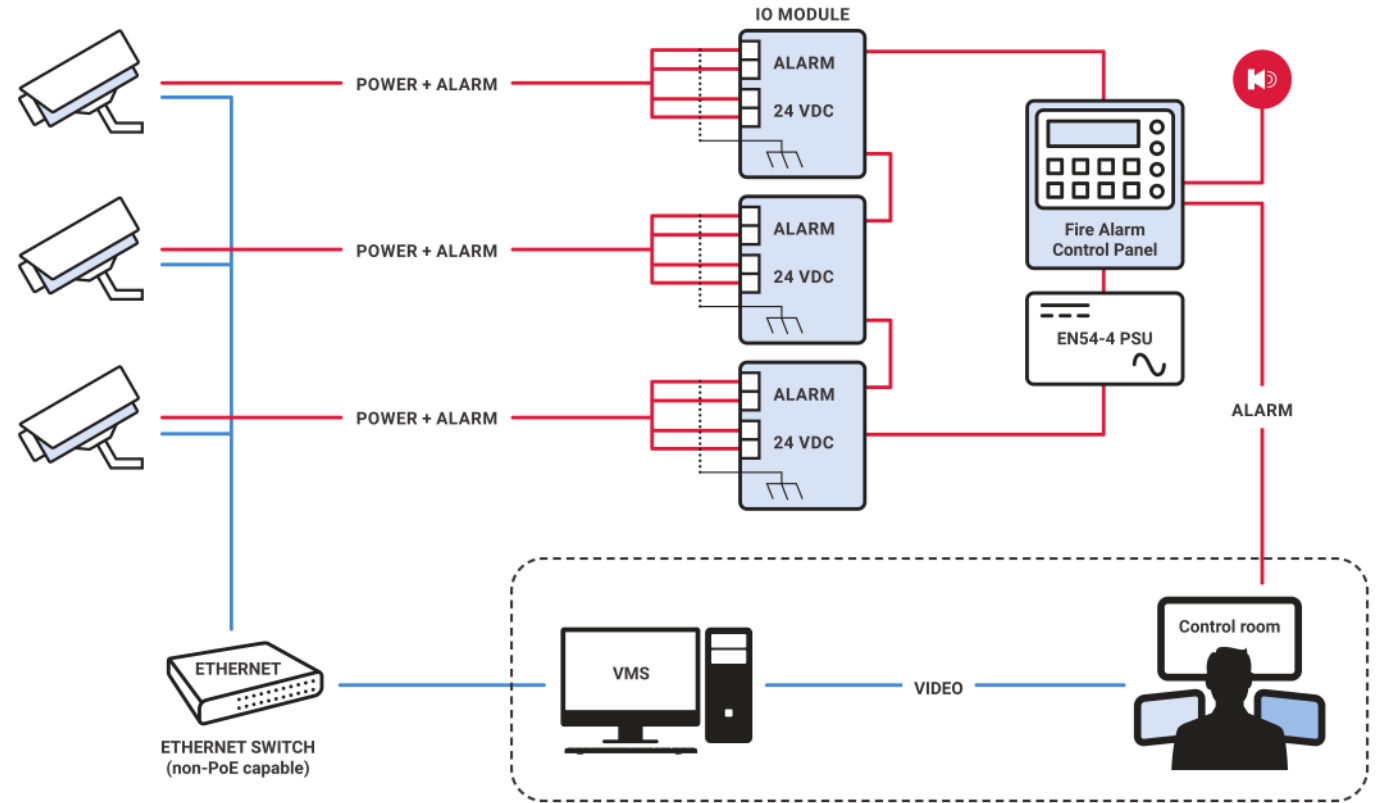 IO MODULE
POWER + ALARM
ALARM
24 VDC
Fire Alarm
Control Panel
POWER + ALARM
ALARM
24 VDC
EN54-4 PSU
POWER + ALARM
ALARM
24 VDC
ALARM
ETHERNET
ETHERNET SWITCH
(non-PoE capable)
VMS
VIDEO
Control room